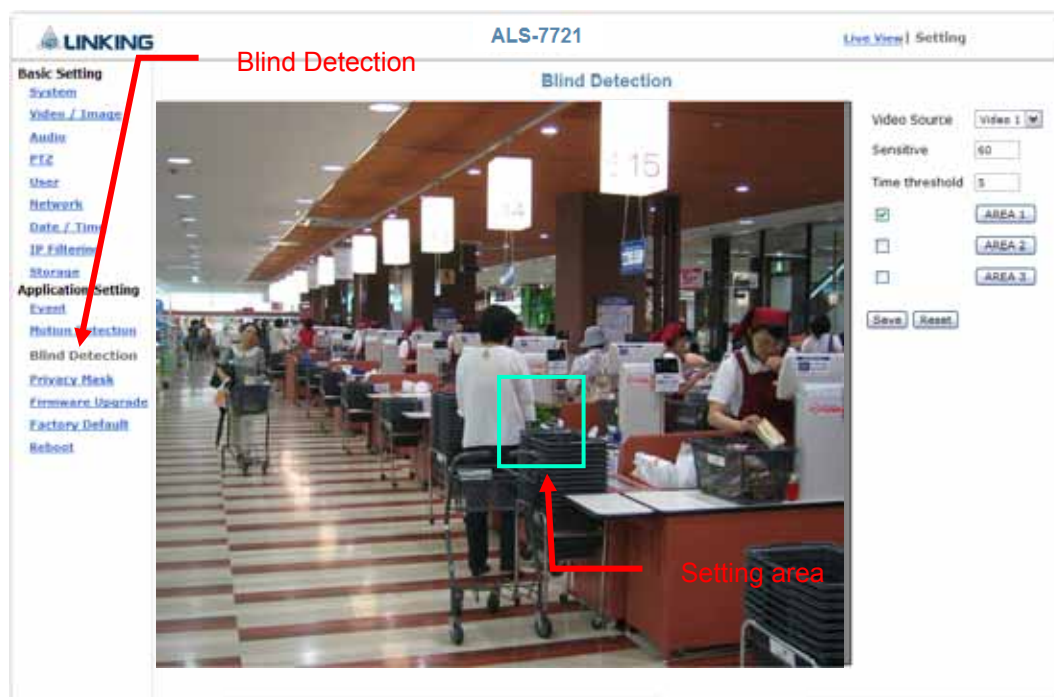 LINKING
ALS-7721
Live View | Setting
Blind Detection
Blind Detection
Basic Setting
System
Video / Image
Audio
PTZ
User
Network
Date / Time
IP Filtering
Storage
Application Setting
Event
Motion Detection
Blind Detection
Privacy Mask
Firmware Upgrade
Factory Default
Reboot
15
14
Setting area
Video Source Video 1
Sensitive 60
Time threshold 5
AREA 1
AREA 2
AREA 3
Save Reset